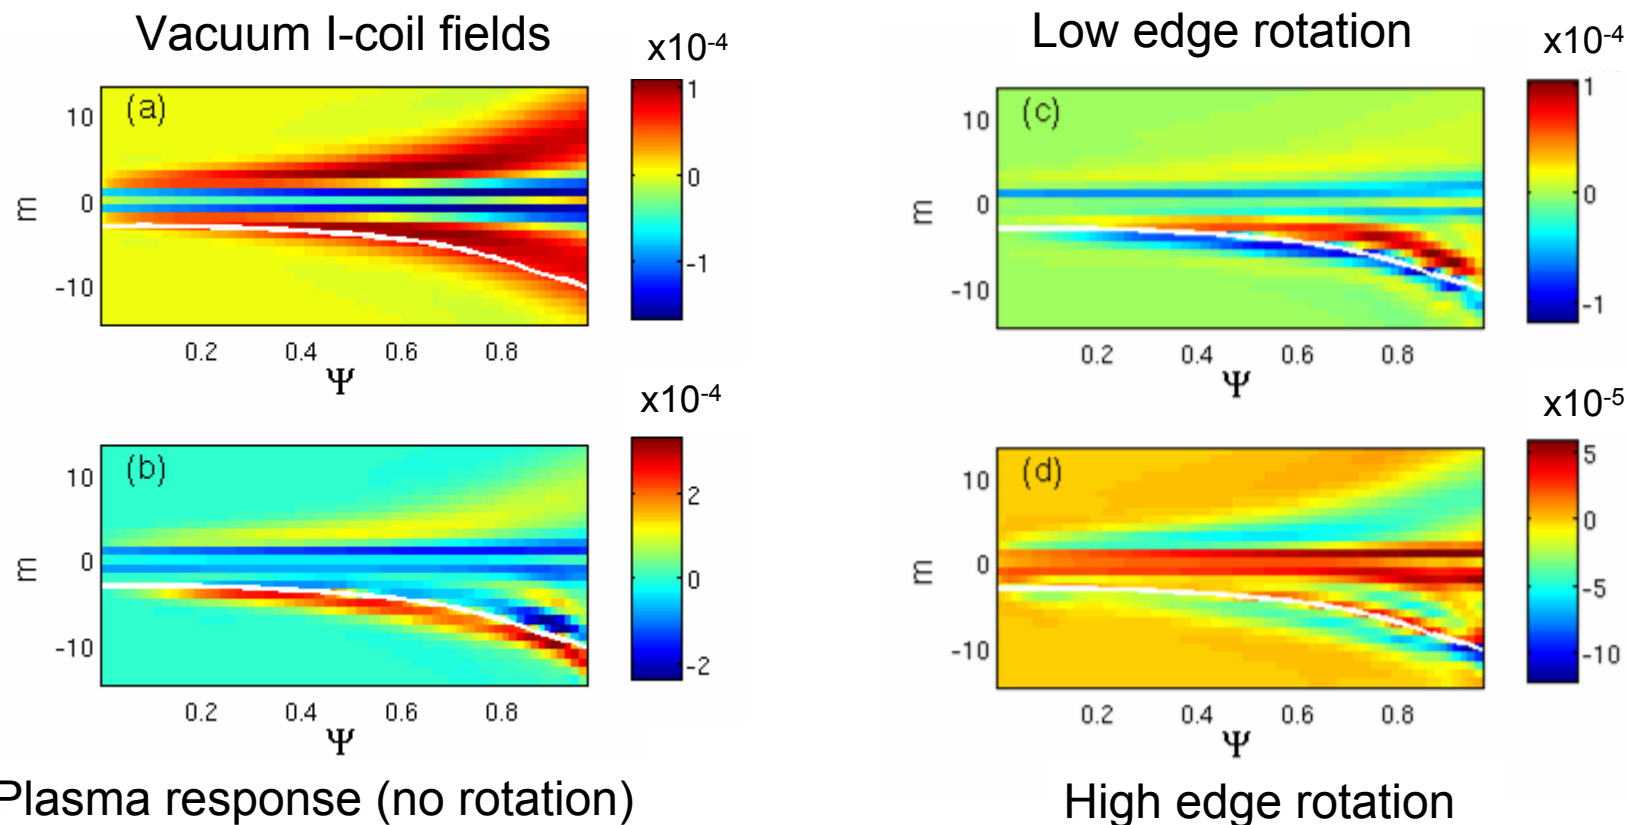 Vacuum I-coil fields
x10-4
(a)
10
0
-10
m
0.2 0.4 0.6 0.8
Ψ
1
0
-1
x10-4
(b)
10
0
-10
m
0.2 0.4 0.6 0.8
Ψ
2
0
-2
Plasma response (no rotation)
Low edge rotation
x10-4
(c)
10
0
-10
m
0.2 0.4 0.6 0.8
Ψ
1
0
-1
x10-5
(d)
10
0
-10
m
0.2 0.4 0.6 0.8
Ψ
5
0
-5
-10
High edge rotation